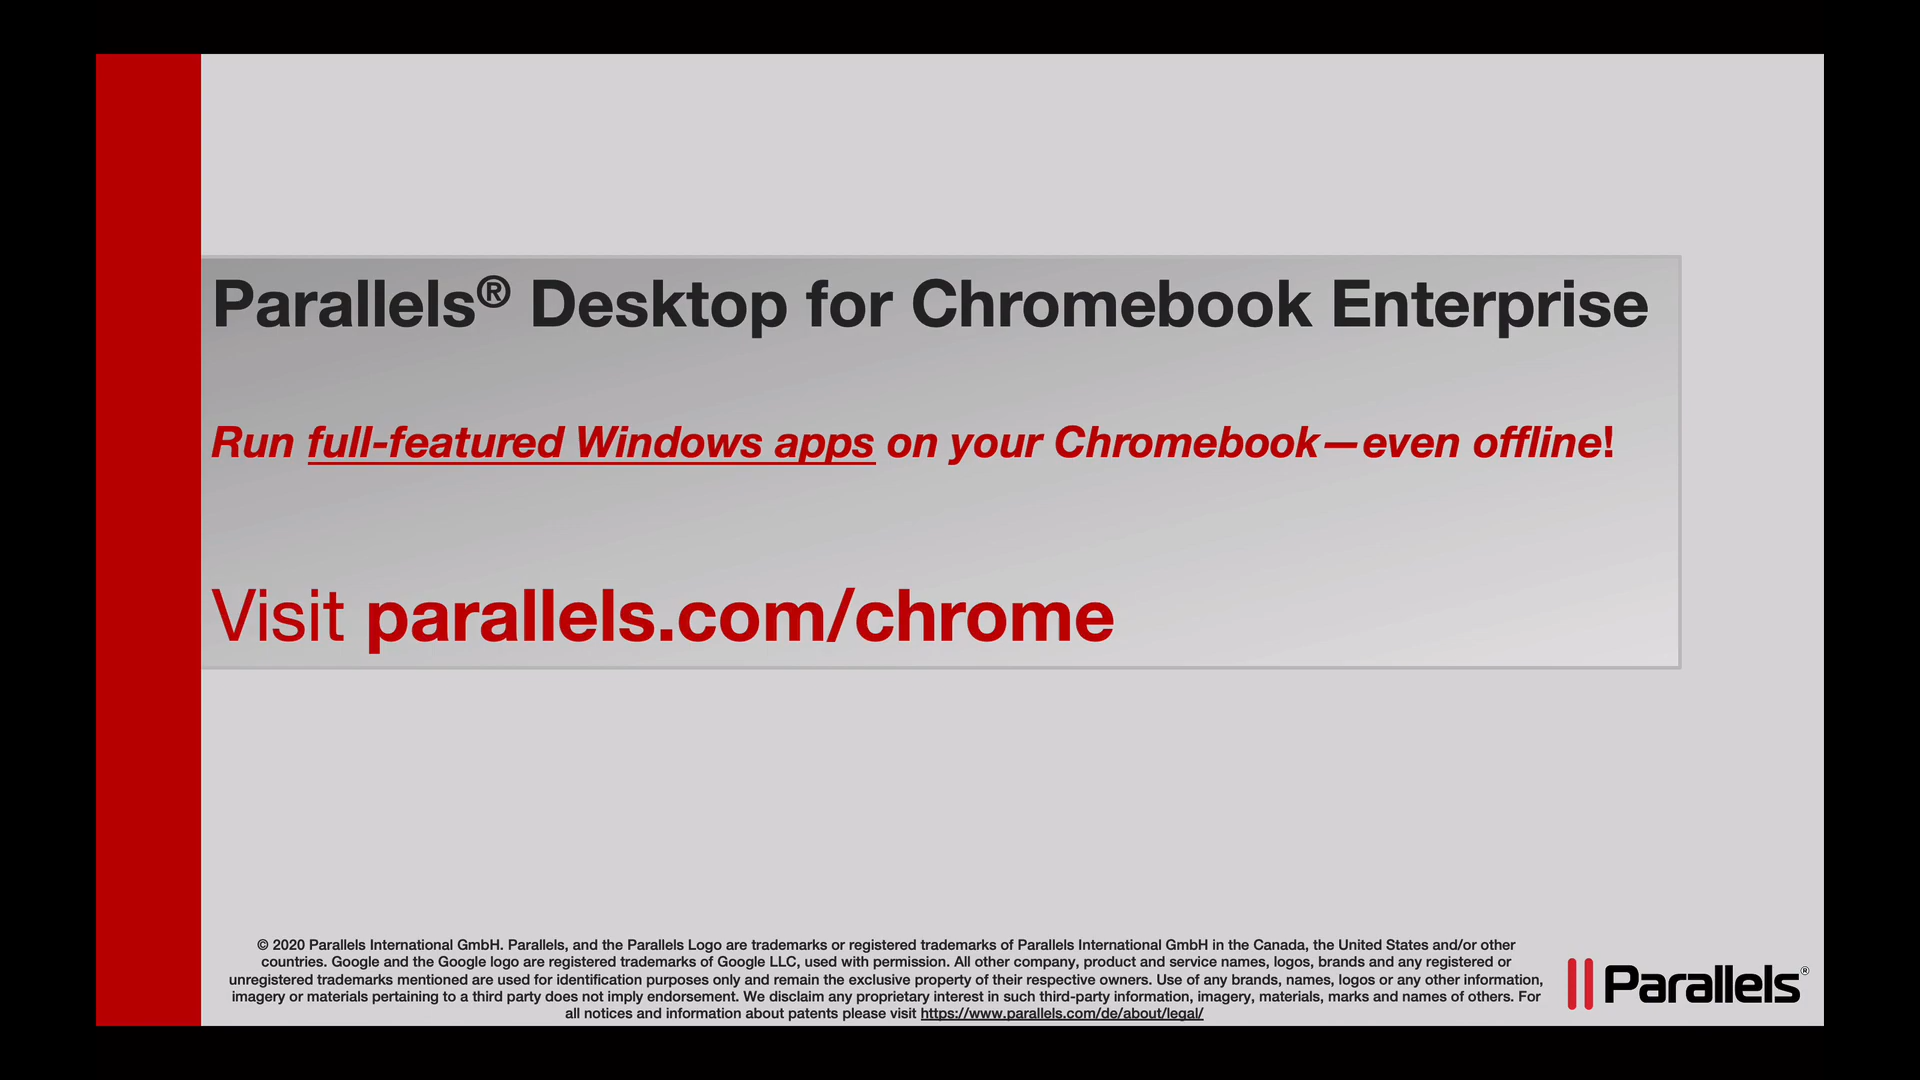 Parallels® Desktop for Chromebook Enterprise
Run full-featured Windows apps on your Chromebook—even offline!
Visit parallels.com/chrome
© 2020 Parallels International GmbH. Parallels, and the Parallels Logo are trademarks or registered trademarks of Parallels International GmbH in the Canada, the United States and/or other
countries. Google and the Google logo are registered trademarks of Google LLC, used with permission. All other company, product and service names, logos, brands and any registered or
unregistered trademarks mentioned are used for identification purposes only and remain the exclusive property of their respective owners. Use of any brands, names, logos or any other information,
imagery or materials pertaining to a third party does not imply endorsement. We disclaim any proprietary interest in such third-party information, imagery, materials, marks and names of others. For
all notices and information about patents please visit https://www.parallels.com/de/about/legal/
Parallels®